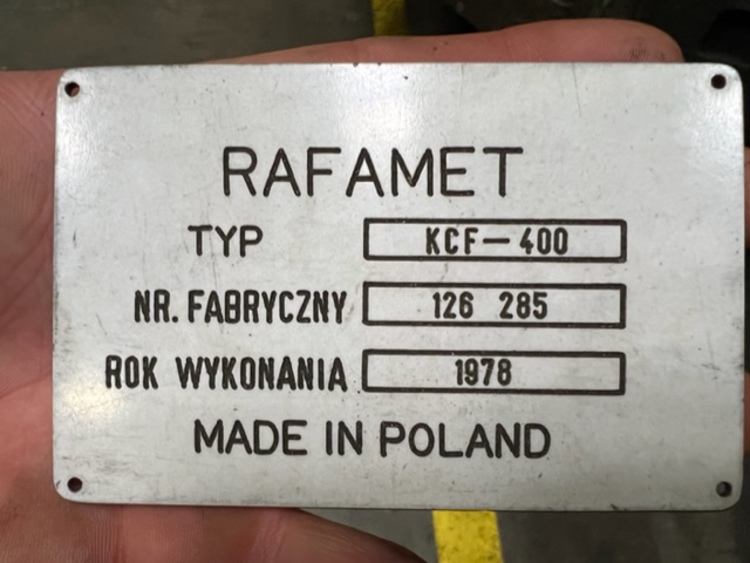 RAFAMET
TYP KCF-400
NR. FABRYCZNY 126 285
ROK WYKONANIA 1978
MADE IN POLAND